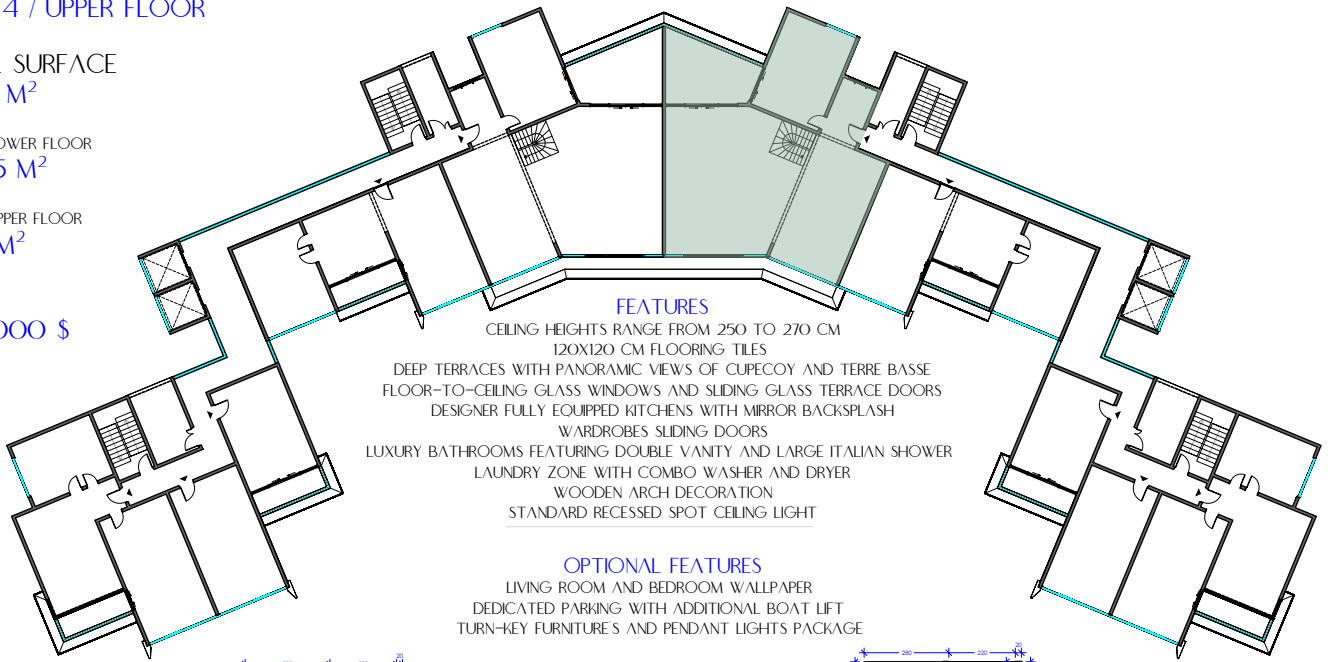 4 / UPPER FLOOR
SURFACE
M²
OWER FLOOR
5 M²
PPER FLOOR
M²
000 $
FEATURES
CEILING HEIGHTS RANGE FROM 250 TO 270 CM
120X120 CM FLOORING TILES
DEEP TERRACES WITH PANORAMIC VIEWS OF CUPECOY AND TERRE BASSE
FLOOR-TO-CEILING GLASS WINDOWS AND SLIDING GLASS TERRACE DOORS
DESIGNER FULLY EQUIPPED KITCHENS WITH MIRROR BACKSPLASH
WARDROBES SLIDING DOORS
LUXURY BATHROOMS FEATURING DOUBLE VANITY AND LARGE ITALIAN SHOWER
LAUNDRY ZONE WITH COMBO WASHER AND DRYER
WOODEN ARCH DECORATION
STANDARD RECESSED SPOT CEILING LIGHT
OPTIONAL FEATURES
LIVING ROOM AND BEDROOM WALLPAPER
DEDICATED PARKING WITH ADDITIONAL BOAT LIFT
TURN-KEY FURNITURE'S AND PENDANT LIGHTS PACKAGE
20
280 220 20